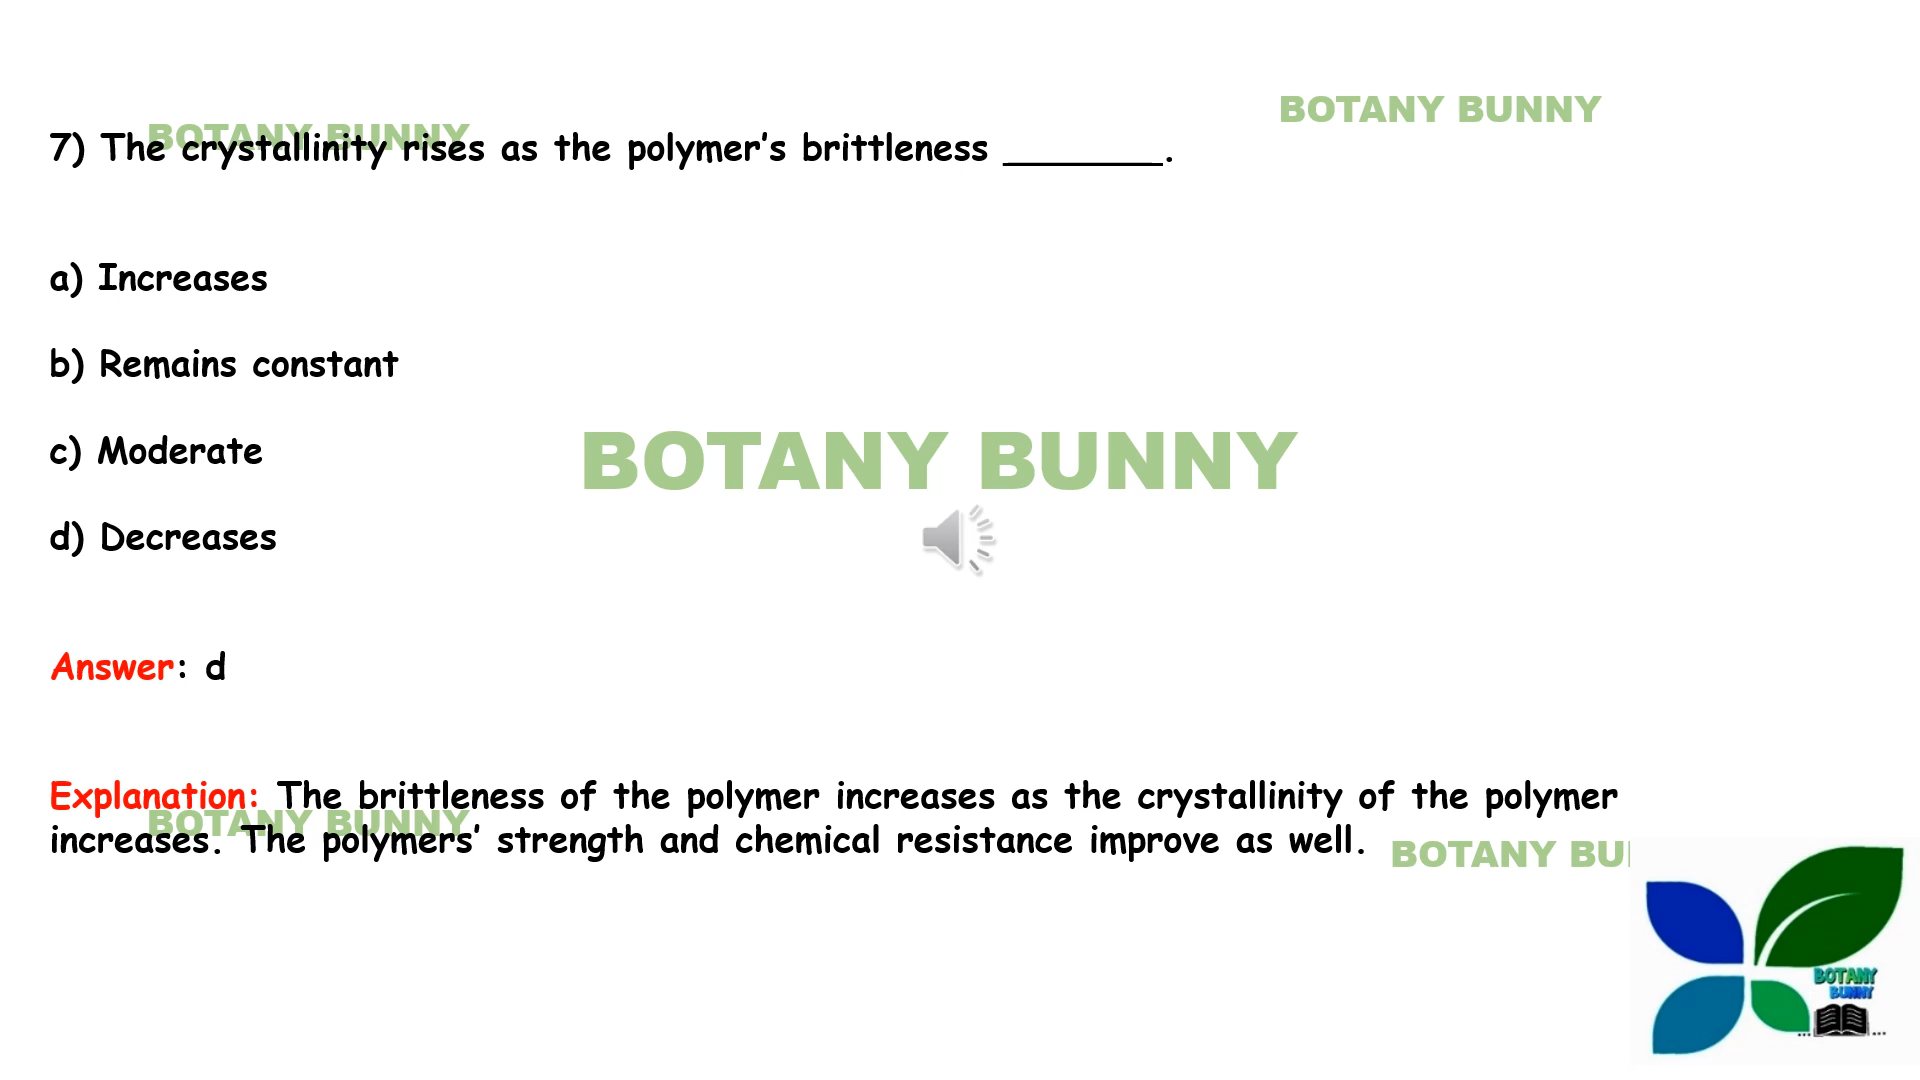 BOTANY BUNNY
BOTANY BUNNY
7) The crystallinity rises as the polymer’s brittleness ________.
a) Increases
b) Remains constant
c) Moderate
BOTANY BUNNY
d) Decreases
Answer: d
Explanation: The brittleness of the polymer increases as the crystallinity of the polymer
BOTANY BUNNY
increases. The polymers’ strength and chemical resistance improve as well.
BOTANY BU
BOTANY
BUNNY